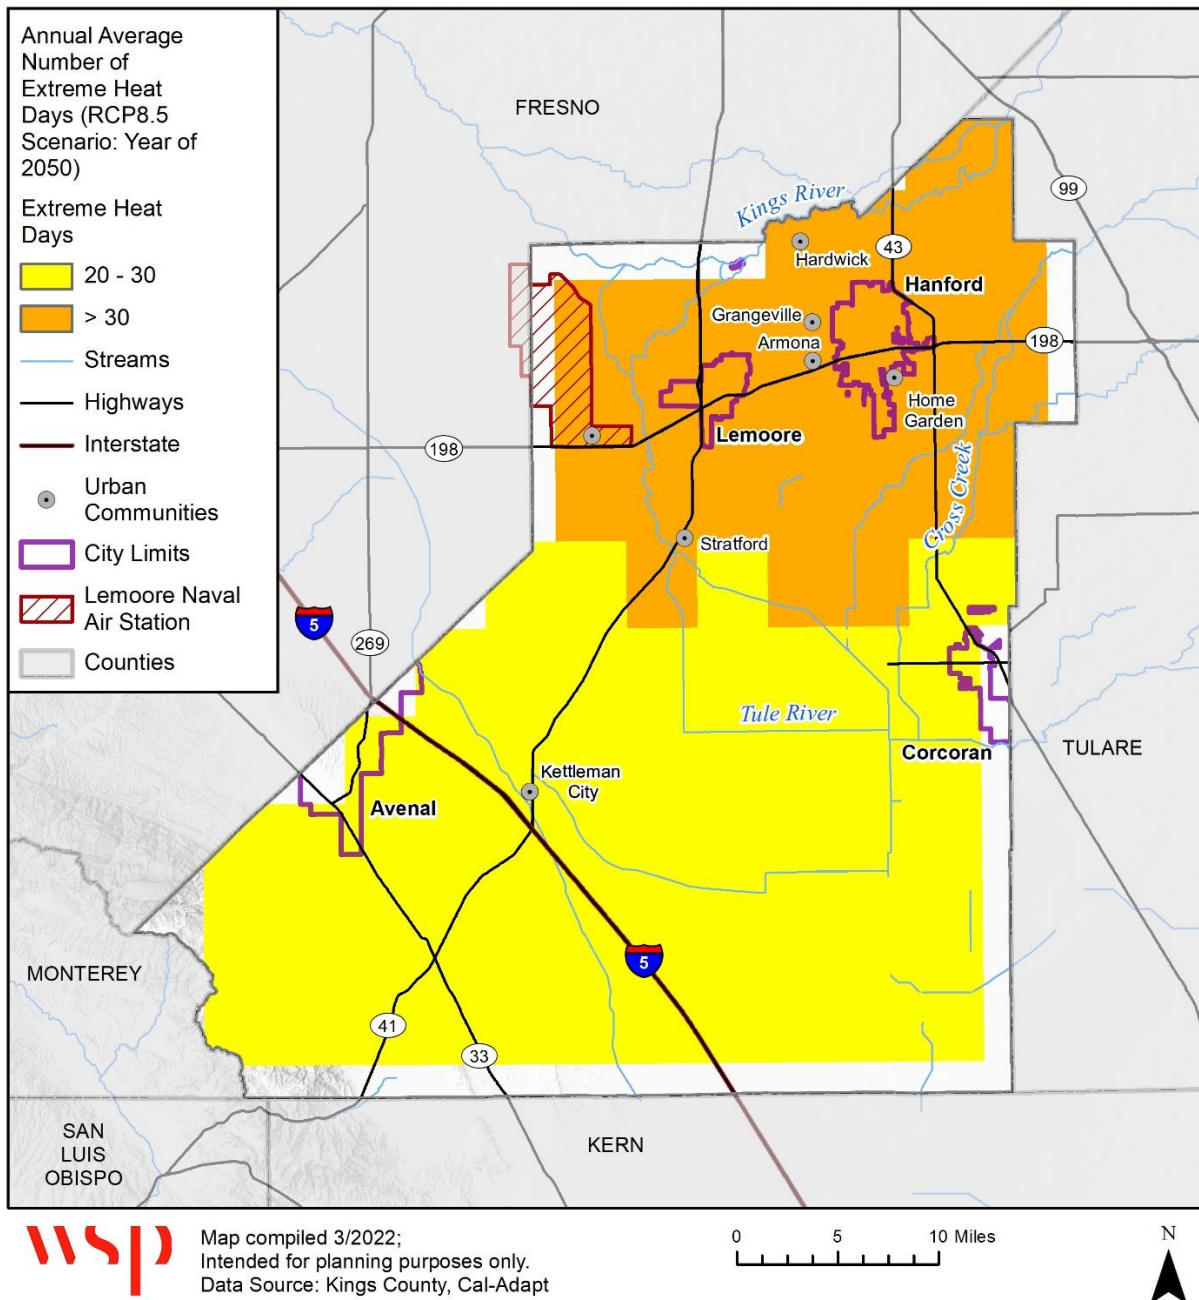 Annual Average
Number of
Extreme Heat
Days (RCP8.5
Scenario: Year of
2050)
Extreme Heat
Days
20 - 30
> 30
Streams
Highways
Interstate
Urban
Communities
City Limits
Lemoore Naval
Air Station
Counties
FRESNO
99
Kings River
43
Hardwick
Hanford
Grangeville
Armona
198
Home
Garden
Lemoore
198
Cross Creek
Stratford
5
269
Tule River
Corcoran
TULARE
Kettleman
City
Avenal
MONTEREY
5
41
33
SAN
LUIS
OBISPO
KERN
wsp
Map compiled 3/2022;
Intended for planning purposes only.
Data Source: Kings County, Cal-Adapt
0 5 10 Miles
N